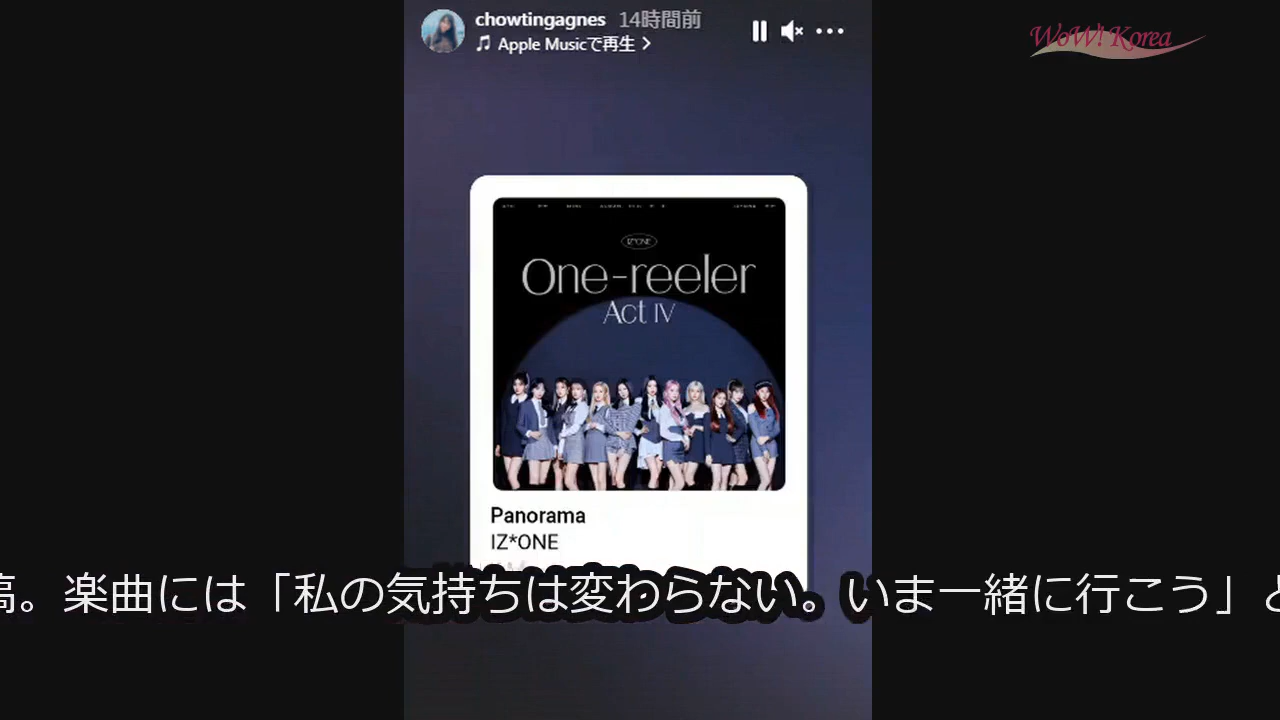 chowtingagnes 14時間前
Apple Musicで再生
WoW! Korea
IZ*ONE
One-reeler
Act IV
Panorama
IZ*ONE
稿。楽曲には「私の気持ちは変わらない。いま一緒に行こう」と